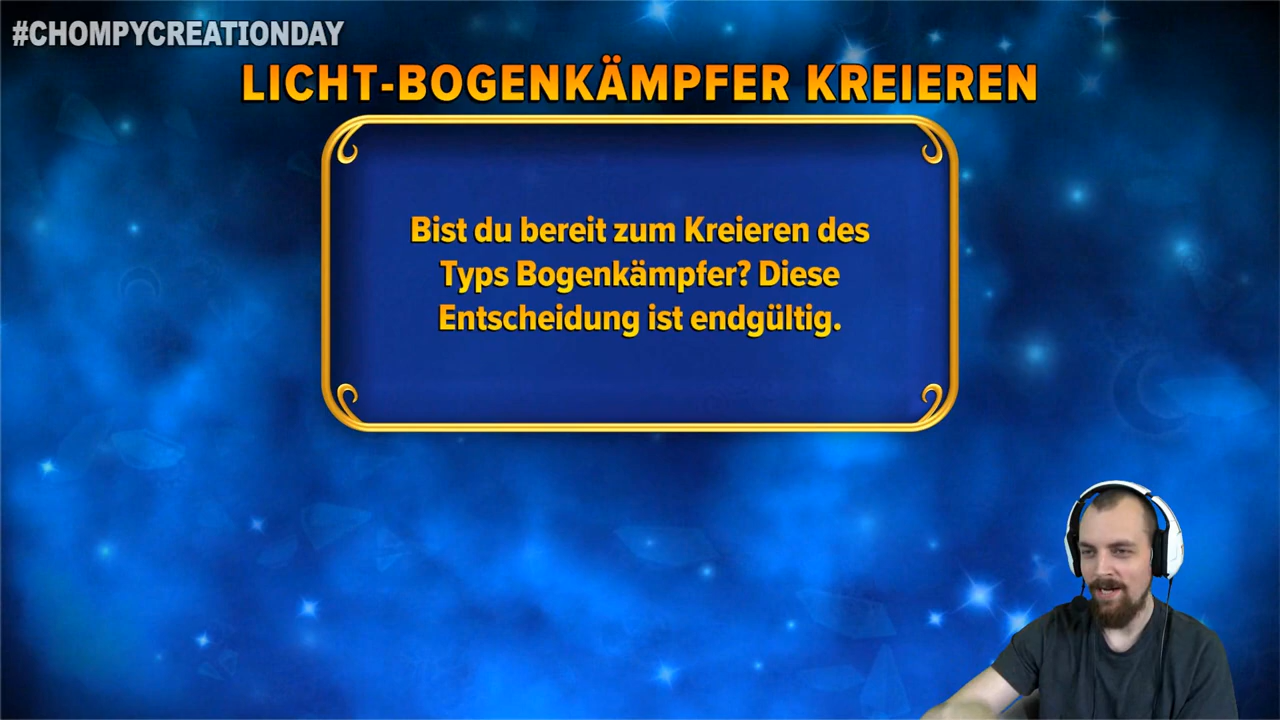 #CHOMPYCREATIONDAY
LICHT-BOGENKÄMPFER KREIEREN
Bist du bereit zum Kreieren des
Typs Bogenkämpfer? Diese
Entscheidung ist endgültig.